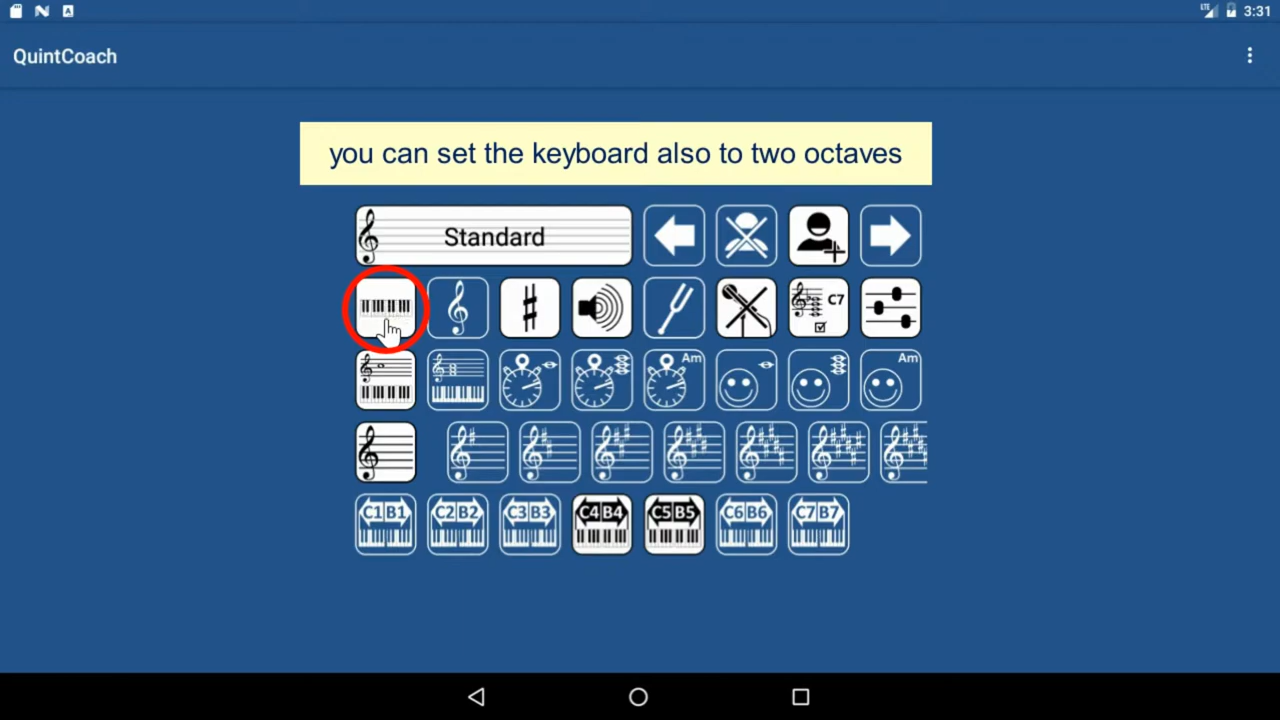 LTE 3:31
QuintCoach
you can set the keyboard also to two octaves
Standard
C7
Am Am
C1 B1 C2 B2 C3 B3 C4 B4 C5 B5 C6 B6 C7 B7